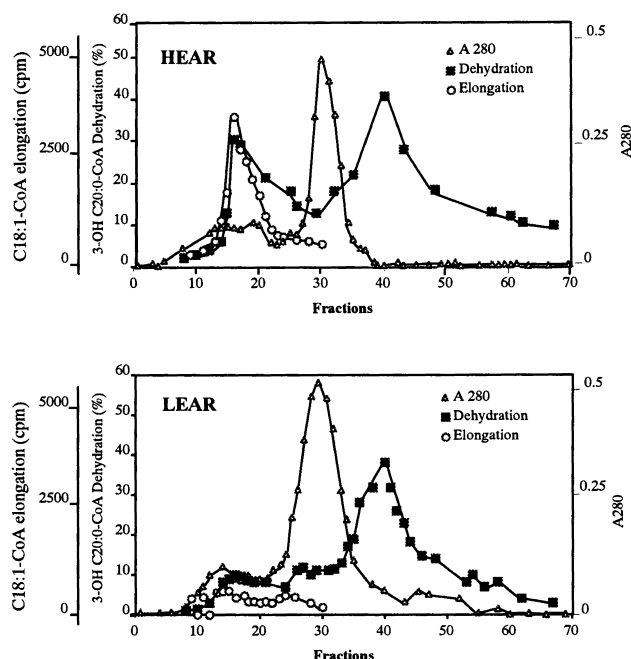 HEAR
A 280
Dehydration
Elongation
C18:1-CoA elongation (cpm)
5000
2500
0
3-OH C20:0-CoA Dehydration (%)
60
50
40
30
20
10
0
0.5
0.25
0
A280
0 10 20 30 40 50 60 70
Fractions
LEAR
A 280
Dehydration
Elongation
C18:1-CoA elongation (cpm)
5000
2500
0
3-OH C20:0-CoA Dehydration (%)
60
50
40
30
20
10
0
0.5
0.25
0
A280
0 10 20 30 40 50 60 70
Fractions